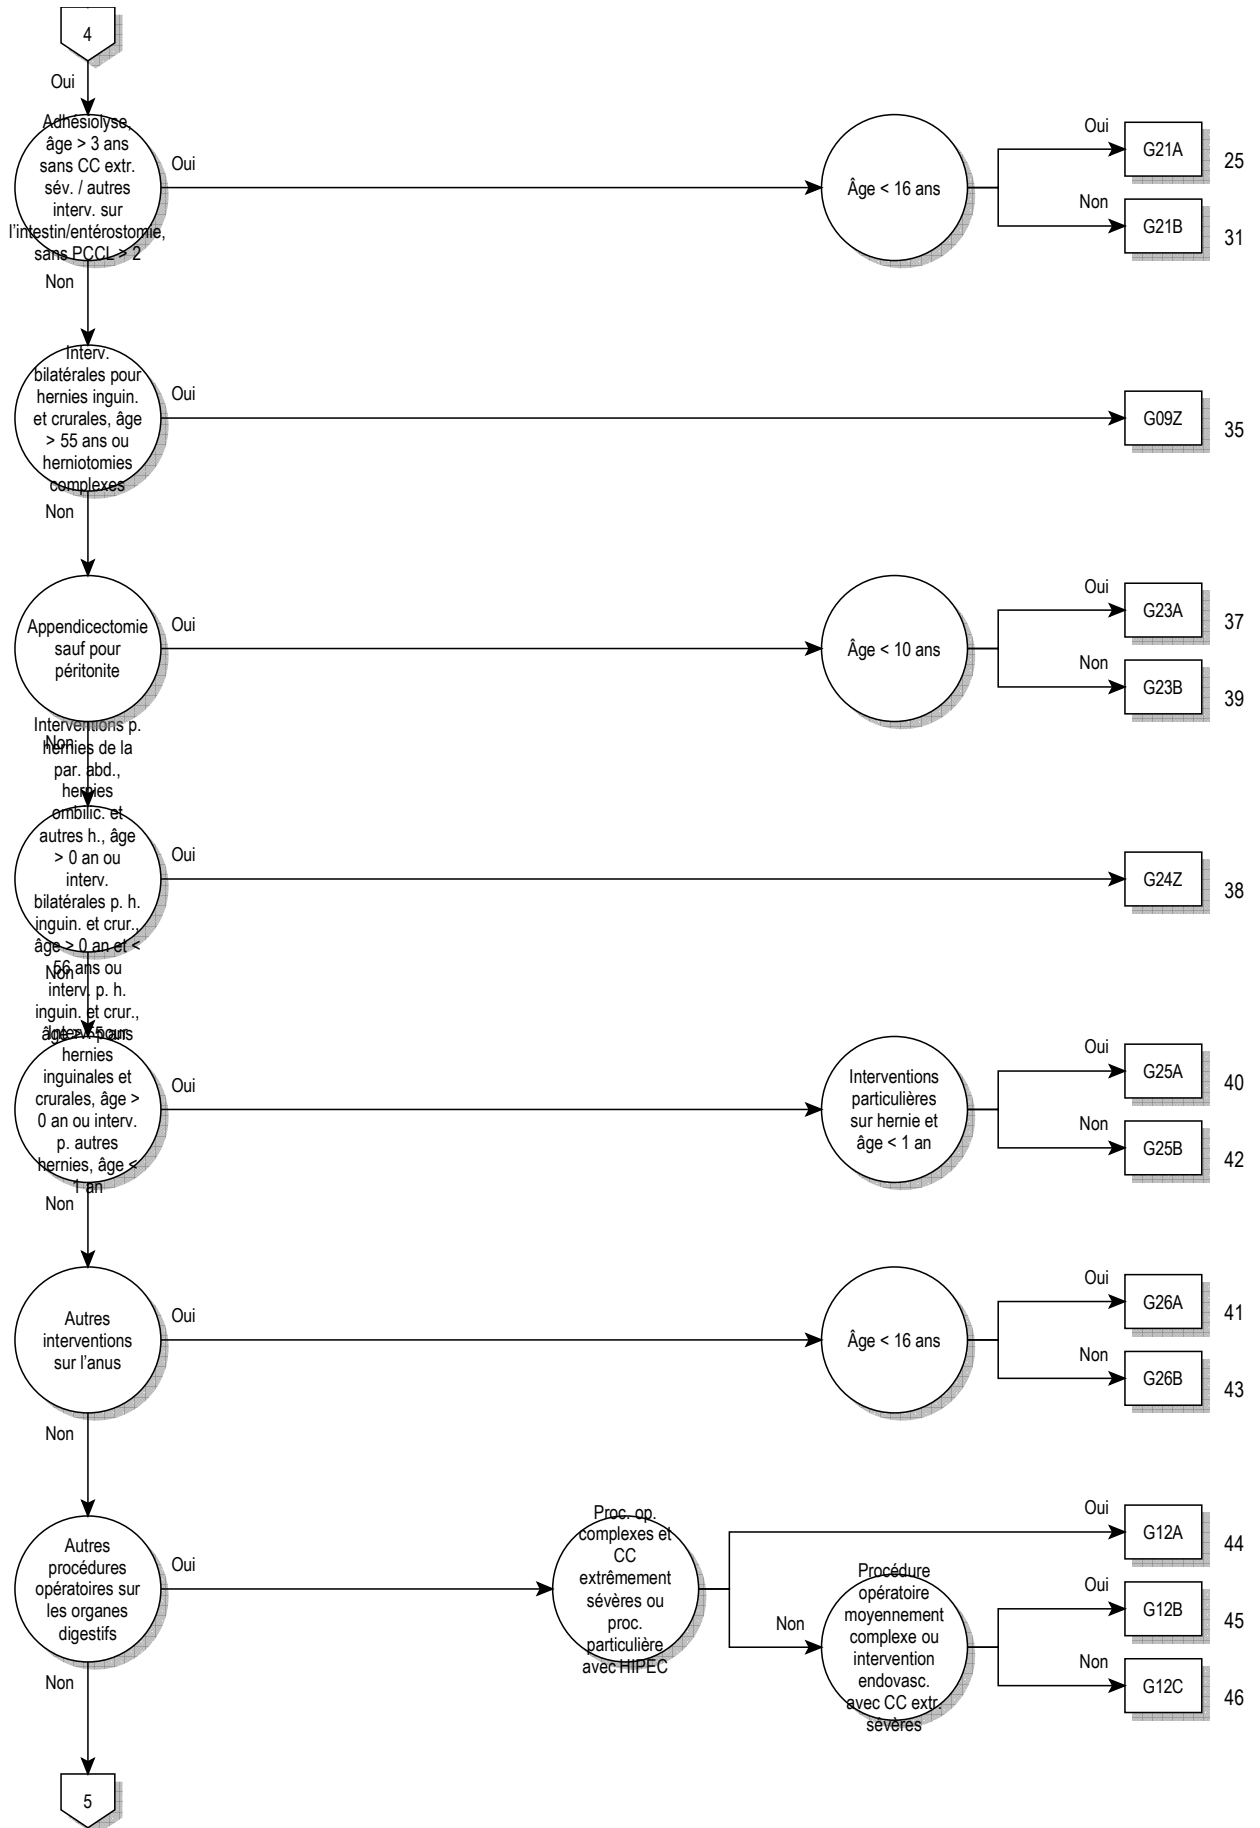 4
Oui
Adhésiolyse,
âge > 3 ans
sans CC extr.
sév. / autres
interv. sur
l'intestin/entérostomie,
sans PCCL > 2
Oui
Âge < 16 ans
Oui
G21A
25
Non
G21B
31
Non
Interv.
bilatérales pour
hernies inguin.
et crurales, âge
> 55 ans ou
herniotomies
complexes
Oui
G09Z
35
Non
Appendicectomie
sauf pour
péritonite
Oui
Âge < 10 ans
Oui
G23A
37
Non
G23B
39
Non
Interventions p.
hernies de la
par. abd.,
hernies
ombilic. et
autres h., âge
> 0 an ou
interv.
bilatérales p. h.
inguin. et crur.,
âge > 0 an et <
56 ans ou
interv. p. h.
inguin. et crur.,
âge > 55 ans
Oui
G24Z
38
Non
Interv. pour
hernies
inguinales et
crurales, âge >
0 an ou interv.
p. autres
hernies, âge <
1 an
Oui
Interventions
particulières
sur hernie et
âge < 1 an
Oui
G25A
40
Non
G25B
42
Non
Autres
interventions
sur l'anus
Oui
Âge < 16 ans
Oui
G26A
41
Non
G26B
43
Non
Autres
procédures
opératoires sur
les organes
digestifs
Oui
Proc. op.
complexes et
CC
extrêmement
sévères ou
proc.
particulière
avec HIPEC
Oui
G12A
44
Non
Procédure
opératoire
moyennement
complexe ou
intervention
endovasc.
avec CC extr.
sévères
Oui
G12B
45
Non
G12C
46
Non
5